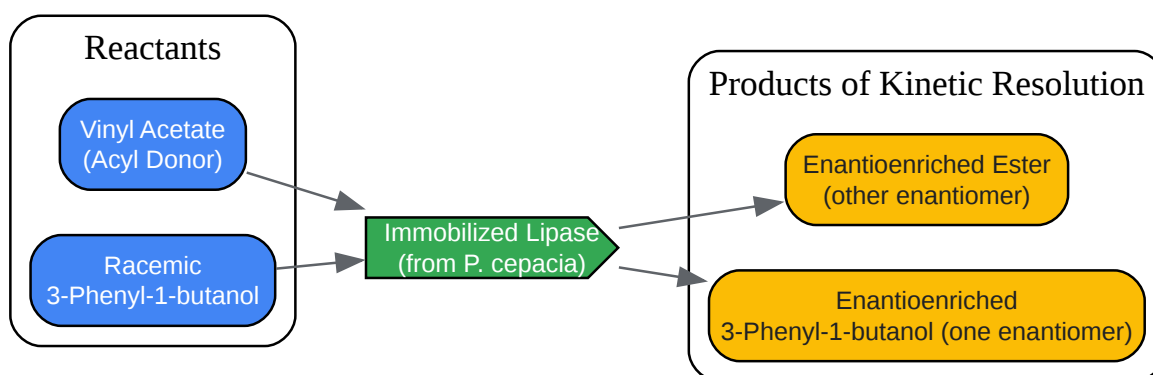 Reactants
Vinyl Acetate
(Acyl Donor)
Racemic
3-Phenyl-1-butanol
Immobilized Lipase
(from P. cepacia)
Products of Kinetic Resolution
Enantioenriched Ester
(other enantiomer)
Enantioenriched
3-Phenyl-1-butanol (one enantiomer)